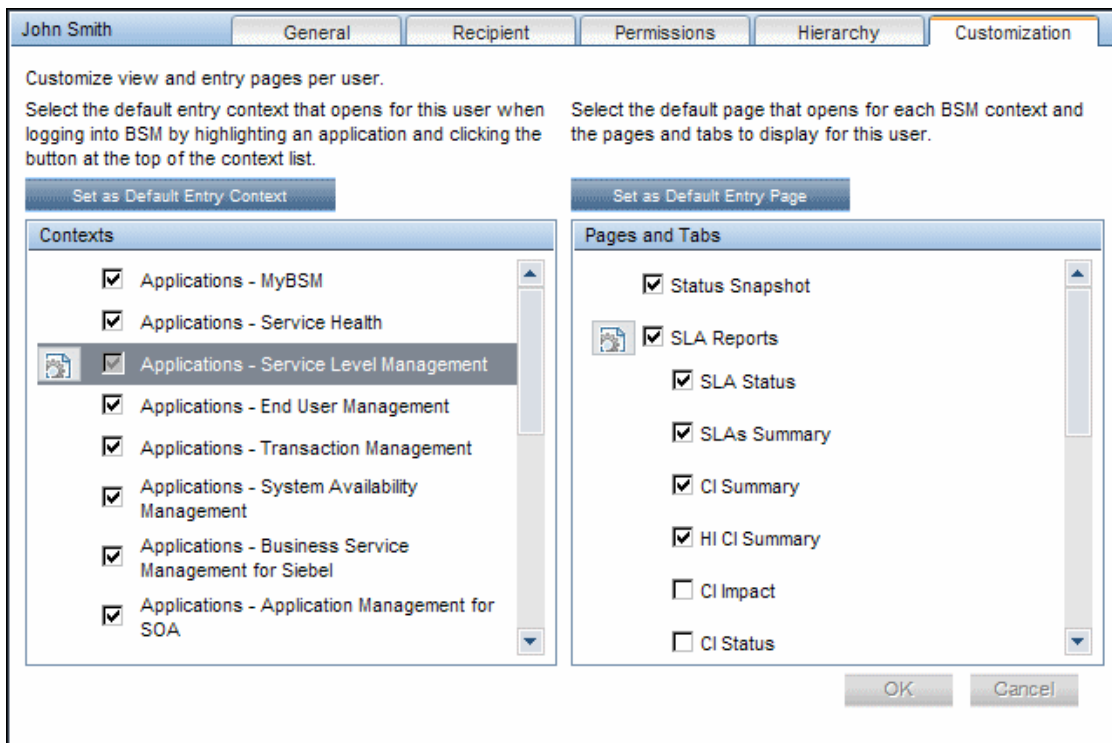 John Smith
General
Recipient
Permissions
Hierarchy
Customization
Customize view and entry pages per user.
Select the default entry context that opens for this user when
logging into BSM by highlighting an application and clicking the
button at the top of the context list.
Set as Default Entry Context
Contexts
Applications - MyBSM
Applications - Service Health
Applications - Service Level Management
Applications - End User Management
Applications - Transaction Management
Applications - System Availability
Management
Applications - Business Service
Management for Siebel
Applications - Application Management for
SOA
Select the default page that opens for each BSM context and
the pages and tabs to display for this user.
Set as Default Entry Page
Pages and Tabs
Status Snapshot
SLA Reports
SLA Status
SLAs Summary
CI Summary
HI CI Summary
CI Impact
CI Status
OK
Cancel